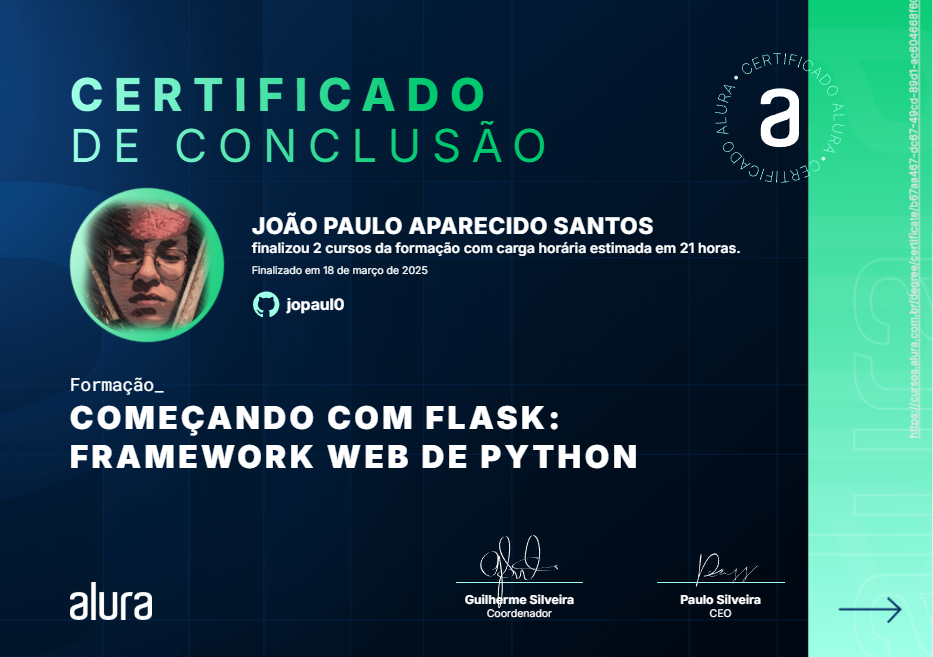 CERTIFICADO
DE CONCLUSÃO
CERTIFICADO ALURA • CERTIFICADO ALURA •
a
JOÃO PAULO APARECIDO SANTOS
finalizou 2 cursos da formação com carga horária estimada em 21 horas.
Finalizado em 18 de março de 2025
jopaul0
Formação_
COMEÇANDO COM FLASK:
FRAMEWORK WEB DE PYTHON
alura
Guilherme Silveira
Coordenador
Paulo Silveira
CEO